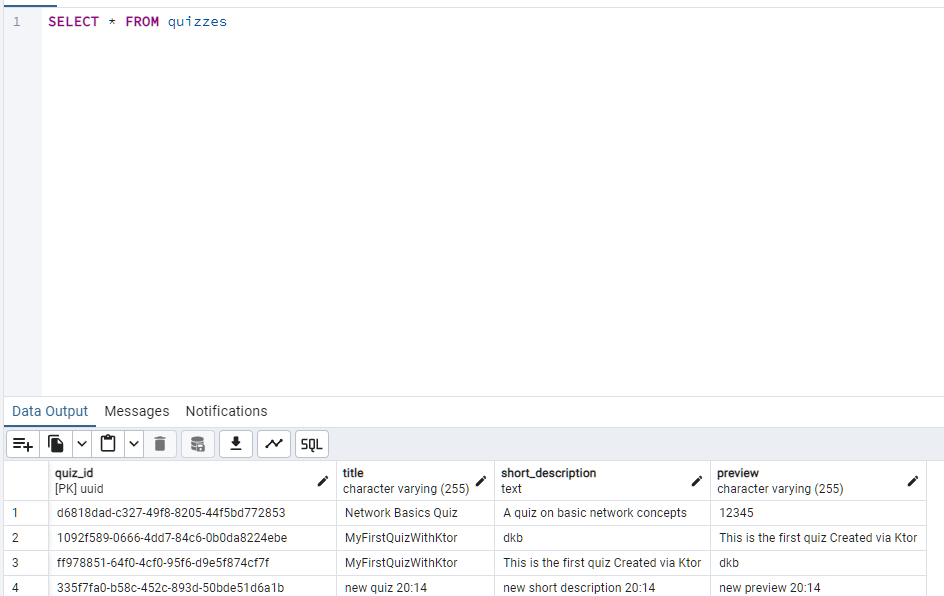 1 SELECT * FROM quizzes
Data Output Messages Notifications
SQL
quiz_id title short_description preview
[PK] uuid character varying (255) text character varying (255)
1 d6818dad-c327-49f8-8205-44f5bd772853 Network Basics Quiz A quiz on basic network concepts 12345
2 1092f589-0666-4dd7-84c6-0b0da8224ebe MyFirstQuizWithKtor dkb This is the first quiz Created via Ktor
3 ff978851-64f0-4cf0-95f6-d9e5f874cf7f MyFirstQuizWithKtor This is the first quiz Created via Ktor dkb
4 335f7fa0-b58c-452c-893d-50bde51d6a1b new quiz 20:14 new short description 20:14 new preview 20:14